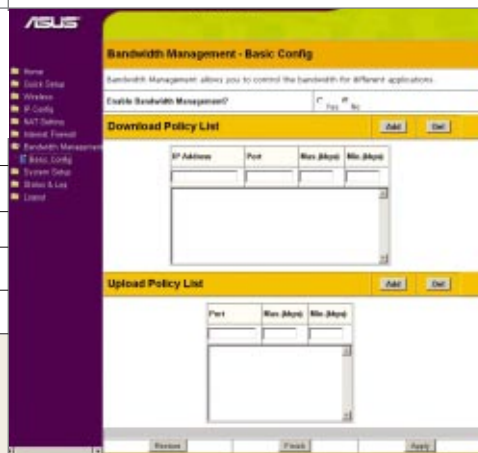 ASUS
Bandwidth Management - Basic Config
Home
Quick Setup
Wireless
IP Config
NAT Setting
Internet Firewall
Bandwidth Management
Basic Config
System Setup
Status & Log
Logout
Bandwidth Management allows you to control the bandwidth for different applications.
Enable Bandwidth Management? Yes No
Download Policy List Add Del
IP Address Port Max.(kbps) Min.(kbps)
Upload Policy List Add Del
Port Max.(kbps) Min.(kbps)
Restore Finish Apply